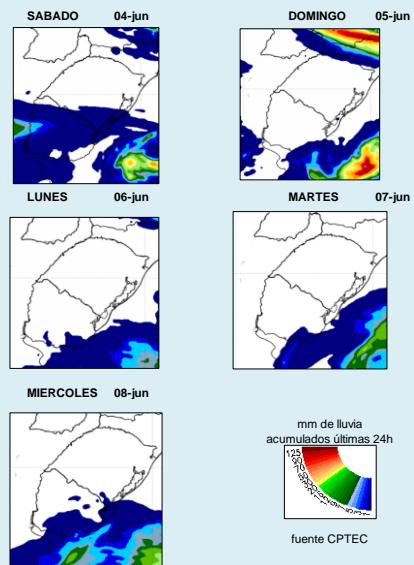 SABADO 04-jun
DOMINGO 05-jun
LUNES 06-jun
MARTES 07-jun
MIERCOLES 08-jun
mm de lluvia
acumulados últimas 24h
125
fuente CPTEC